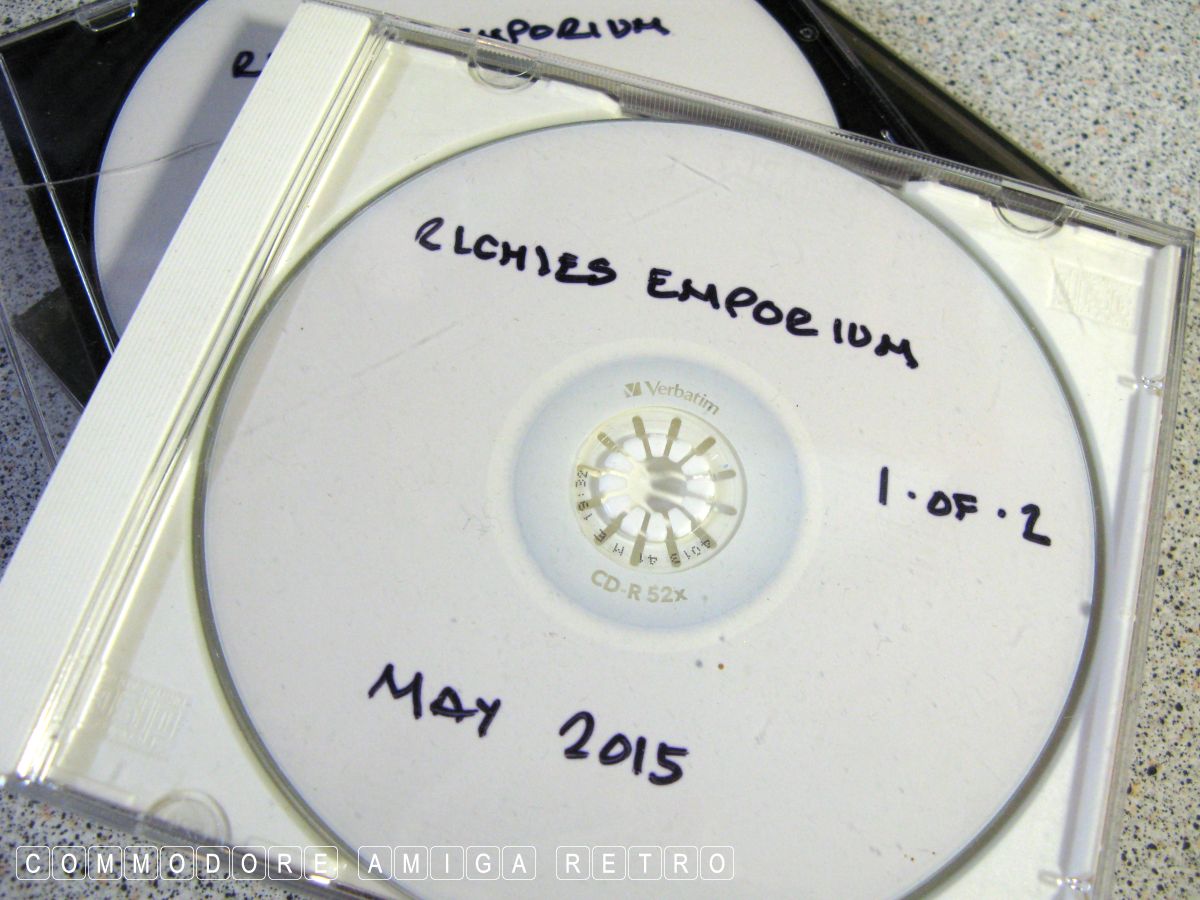 EMPORIUM
RICHIES EMPORIUM
Verbatim
1.OF.2
CD-R 52x
MAY 2015
COMMODORE AMIGA RETRO